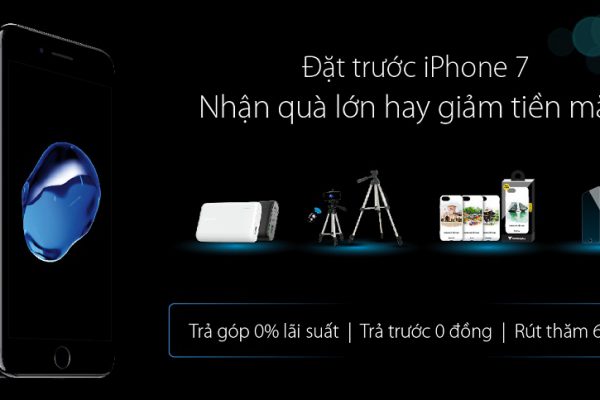 Đặt trước iPhone 7
Nhận quà lớn hay giảm tiền
Trả góp 0% lãi suất | Trả trước 0 đồng | Rút thăm